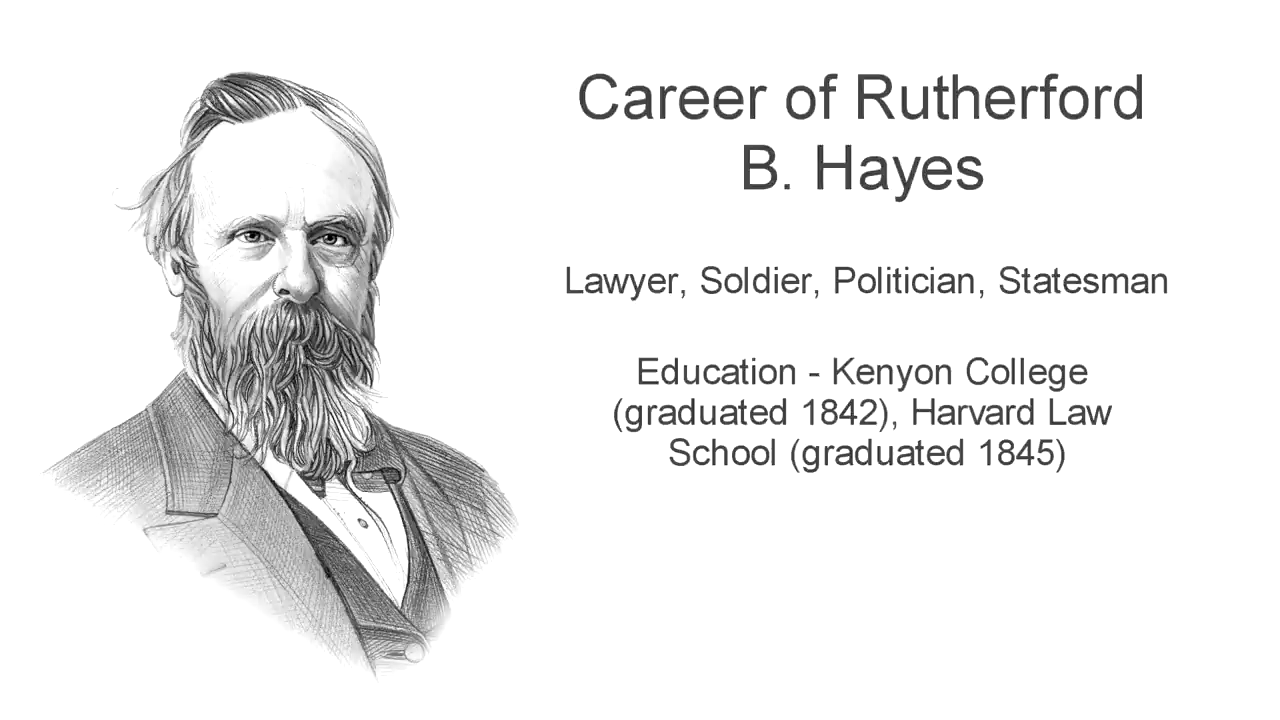 Career of Rutherford
B. Hayes
Lawyer, Soldier, Politician, Statesman
Education - Kenyon College
(graduated 1842), Harvard Law
School (graduated 1845)